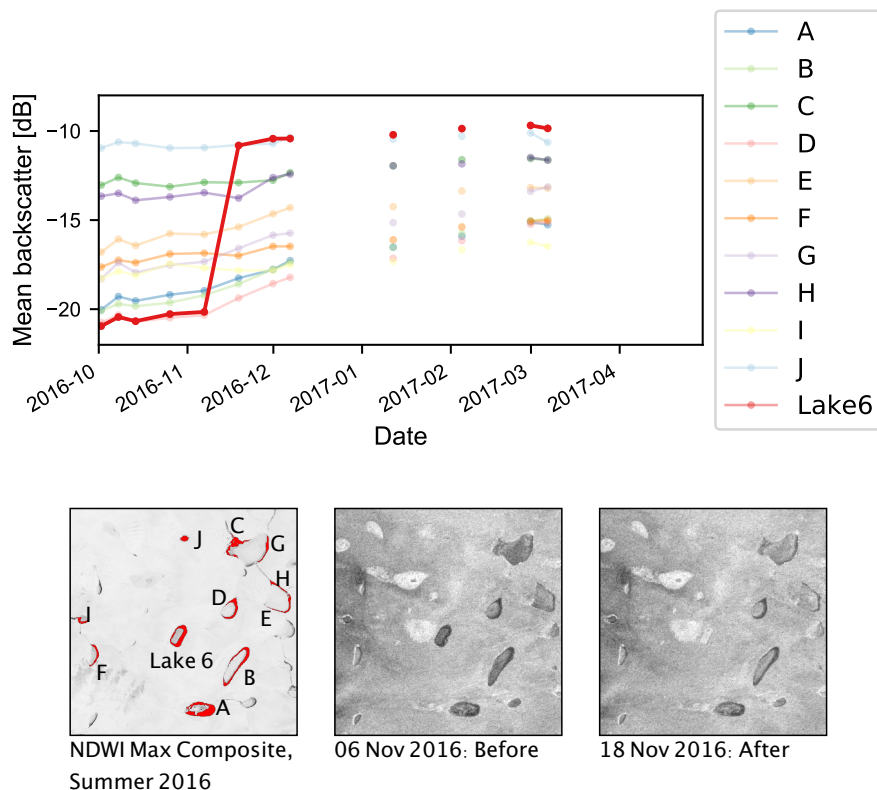 A
B
C
D
E
F
G
H
I
J
Lake6
Mean backscatter [dB]
−10
−15
−20
2016-10
2016-11
2016-12
2017-01
2017-02
2017-03
2017-04
Date
C
J
G
H
D
I
E
Lake 6
F
B
A
NDWI Max Composite,
Summer 2016
06 Nov 2016: Before
18 Nov 2016: After